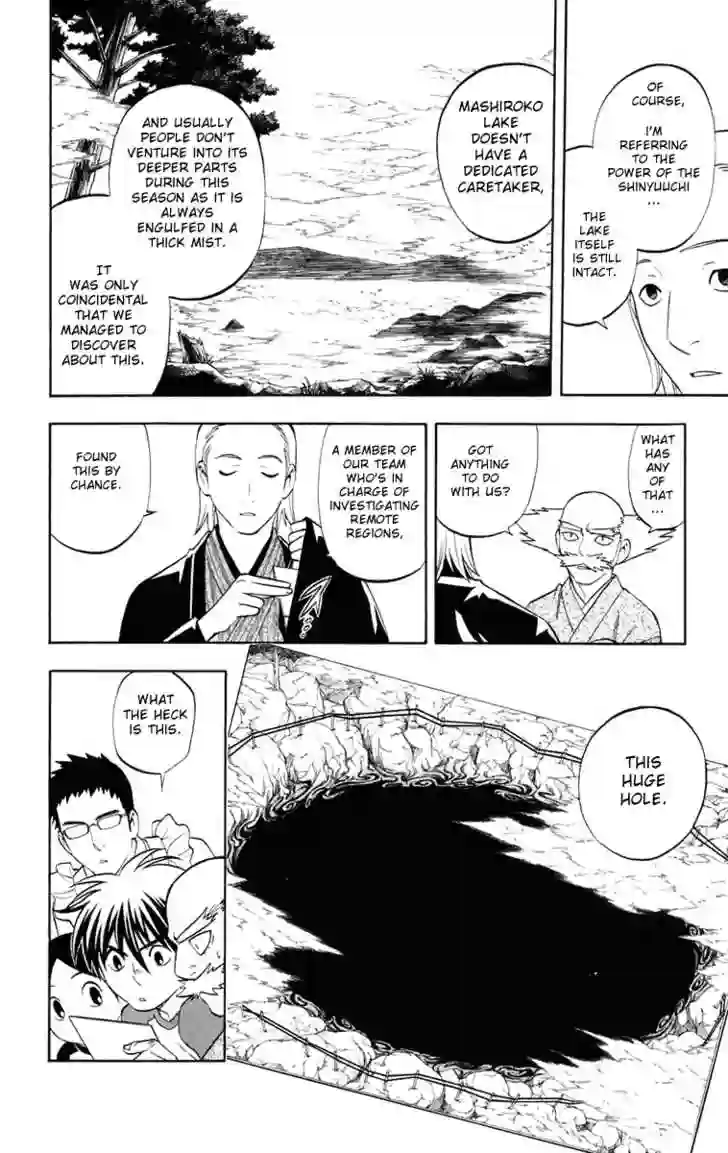 OF
COURSE,
I'M
REFERRING
TO THE
POWER OF THE
SHINYUUCHI
...
THE
LAKE
ITSELF
IS STILL
INTACT.
MASHIROKO
LAKE
DOESN'T
HAVE A
DEDICATED
CARETAKER,
AND USUALLY
PEOPLE DON'T
VENTURE INTO ITS
DEEPER PARTS
DURING THIS
SEASON AS IT IS
ALWAYS
ENGULFED IN
A THICK MIST.
IT
WAS ONLY
COINCIDENTAL
THAT WE
MANAGED TO
DISCOVER
ABOUT THIS.
WHAT
HAS
ANY
OF
THAT
...
GOT
ANYTHING
TO DO
WITH US?
A MEMBER OF
OUR TEAM
WHO'S IN
CHARGE OF
INVESTIGATING
REMOTE
REGIONS,
FOUND
THIS BY
CHANCE.
THIS
HUGE
HOLE.
WHAT
THE HECK
IS THIS.